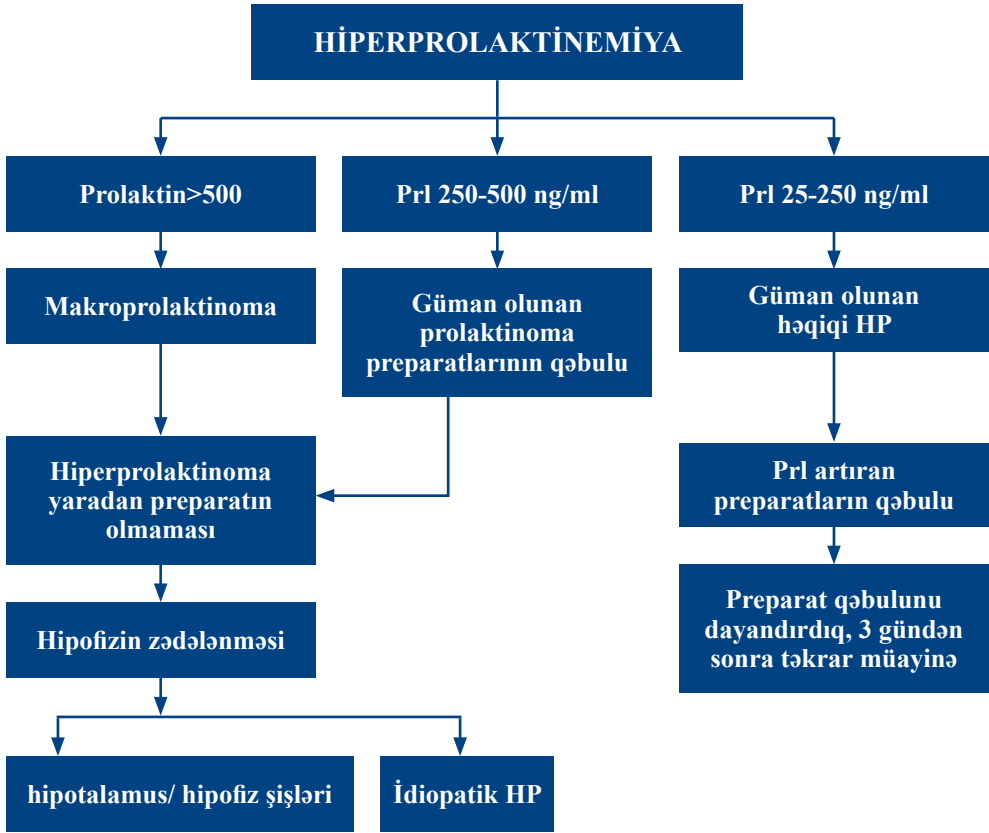 HİPERPROLAKTİNEMİYA
Prolaktin>500
Prl 250-500 ng/ml
Prl 25-250 ng/ml
Makroprolaktinoma
Güman olunan
prolaktinoma
preparatlarının qəbulu
Güman olunan
həqiqi HP
Hiperprolaktinoma
yaradan preparatın
olmaması
Prl artıran
preparatların qəbulu
Hipofizin zədələnməsi
Preparat qəbulunu
dayandırdıq, 3 gündən
sonra təkrar müayinə
hipotalamus/ hipofiz şişləri
İdiopatik HP